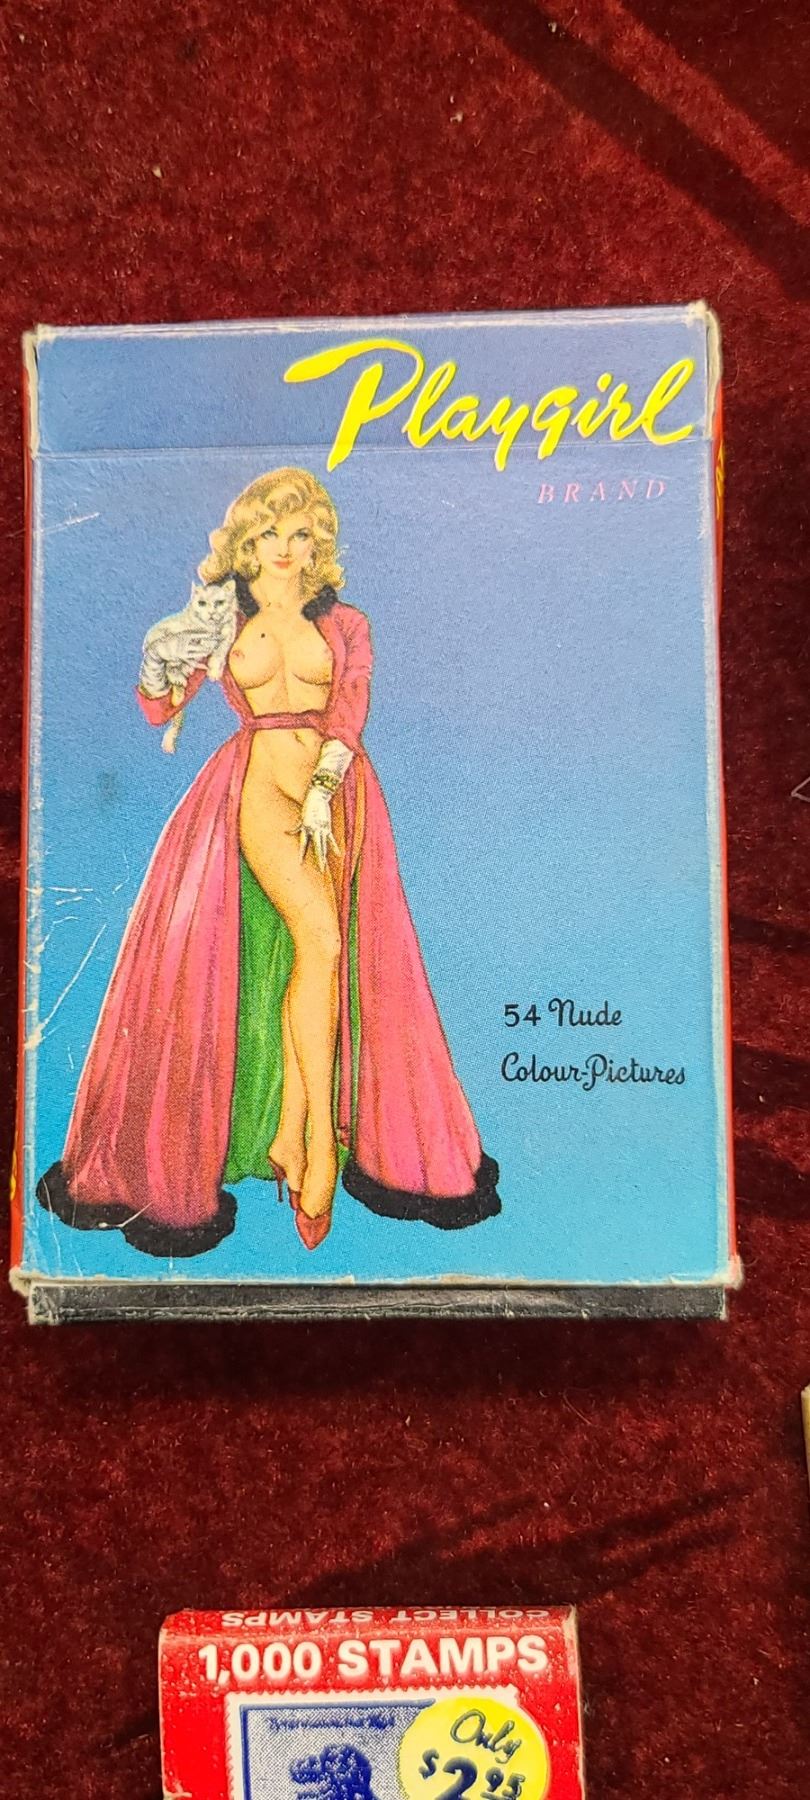 Playgirl
BRAND
54 Nude
Colour-Pictures
COLLECT STAMPS
1,000 STAMPS
Only
$2.95